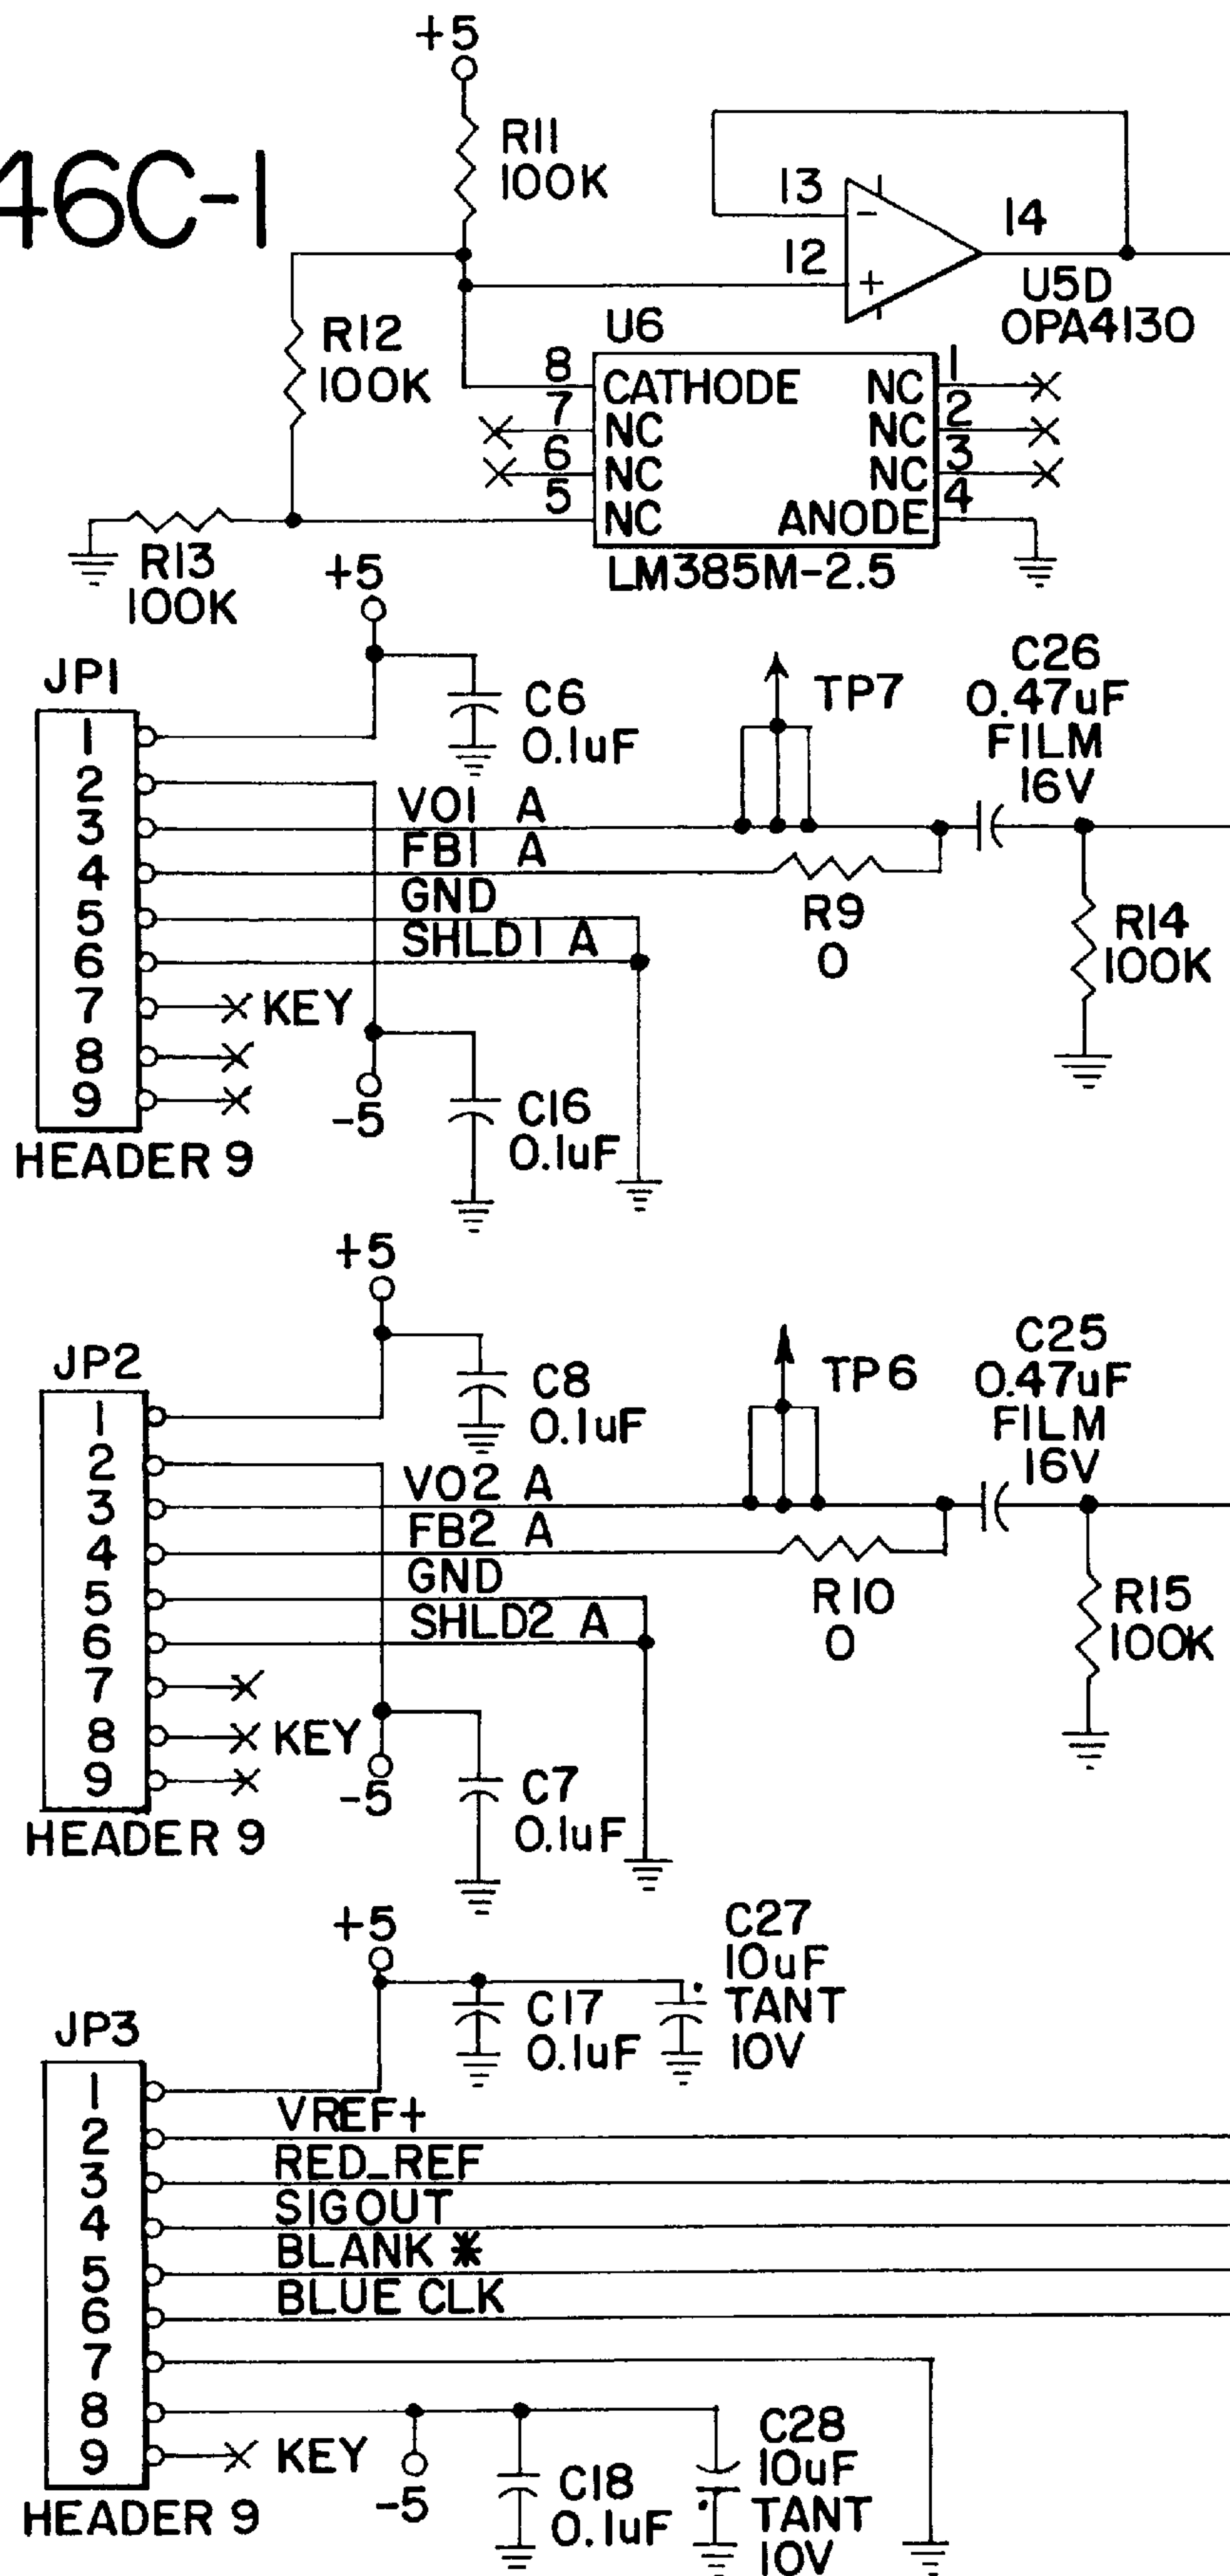 46C-1
+5
R11
100K
13
-
12
+
14
U5D
OPA4130
R12
100K
U6
8
7
6
5
CATHODE
NC
NC
NC
NC
NC
NC
ANODE
1
2
3
4
LM385M-2.5
R13
100K
+5
JP1
1
2
3
4
5
6
7
8
9
HEADER 9
C6
0.1uF
VO1 A
FB1 A
GND
SHLD1 A
KEY
-5
C16
0.1uF
TP7
C26
0.47uF
FILM
16V
R9
0
R14
100K
+5
JP2
1
2
3
4
5
6
7
8
9
HEADER 9
C8
0.1uF
VO2 A
FB2 A
GND
SHLD2 A
KEY
-5
C7
0.1uF
TP6
C25
0.47uF
FILM
16V
R10
0
R15
100K
+5
JP3
1
2
3
4
5
6
7
8
9
HEADER 9
C17
0.1uF
C27
10uF
TANT
10V
VREF+
RED_REF
SIGOUT
BLANK *
BLUE CLK
KEY
-5
C18
0.1uF
C28
10uF
TANT
10V